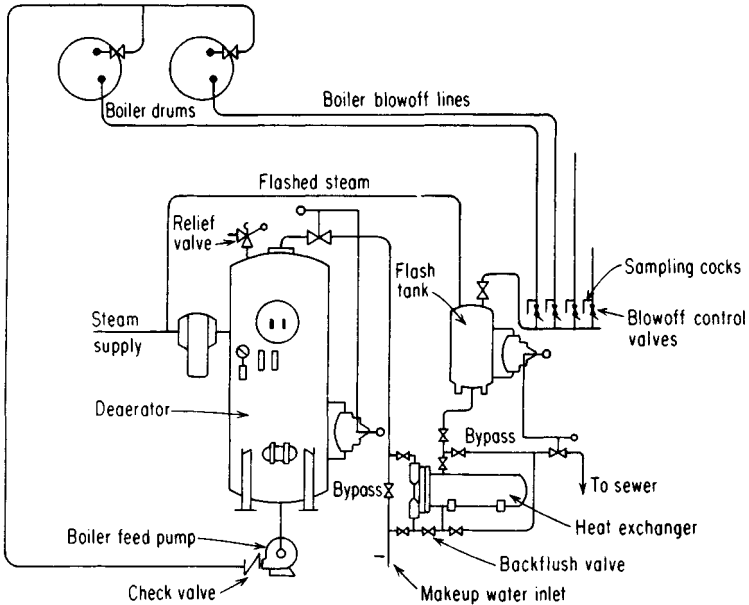 Boiler drums
Boiler blowoff lines
Flashed steam
Relief
valve
Flash
tank
Sampling cocks
Steam
supply
Blowoff control
valves
Deaerator
Bypass
Bypass
To sewer
Heat exchanger
Boiler feed pump
Backflush valve
Check valve
Makeup water inlet